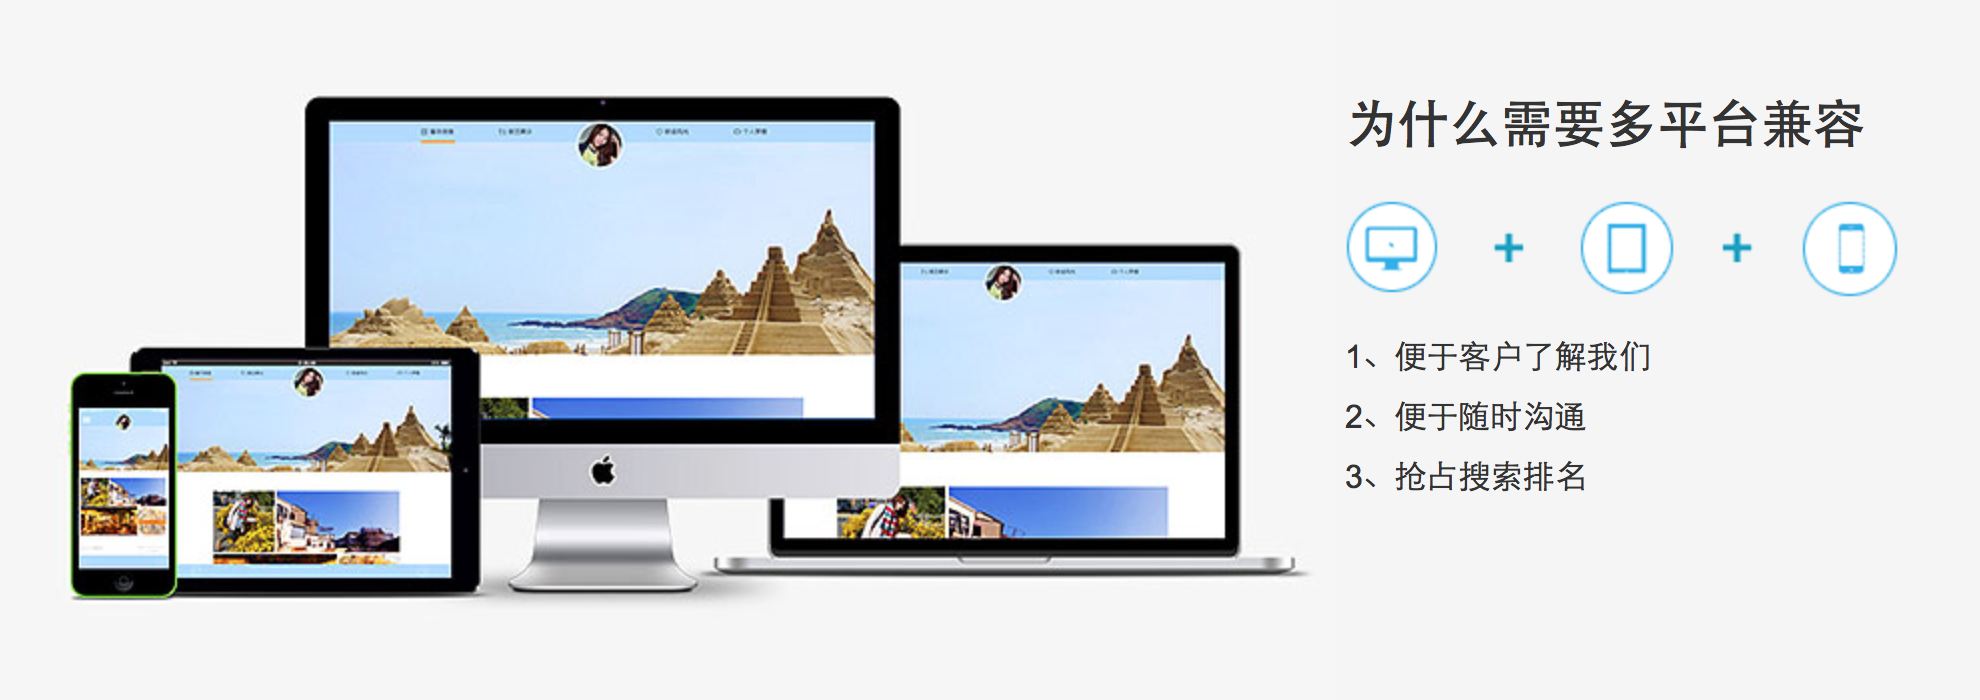 为什么需要多平台兼容
1、便于客户了解我们
2、便于随时沟通
3、抢占搜索排名